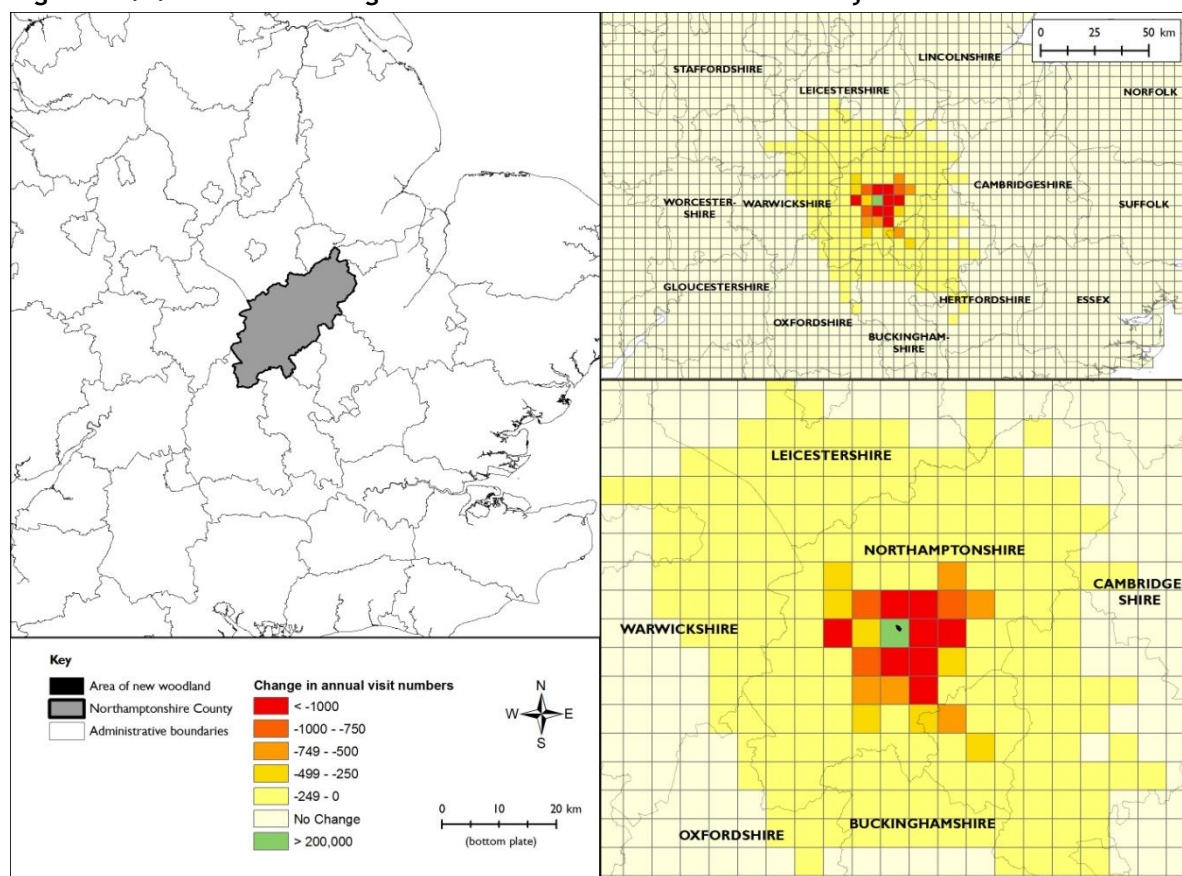 0 25 50 km
LINCOLNSHIRE
STAFFORDSHIRE
LEICESTERSHIRE
NORFOLK
CAMBRIDGESHIRE
WORCESTER-
SHIRE
WARWICKSHIRE
SUFFOLK
GLOUCESTERSHIRE
HERTFORDSHIRE
ESSEX
OXFORDSHIRE
BUCKINGHAM-
SHIRE
LEICESTERSHIRE
NORTHAMPTONSHIRE
CAMBRIDGE
SHIRE
WARWICKSHIRE
BUCKINGHAMSHIRE
OXFORDSHIRE
Key
Area of new woodland
Northamptonshire County
Administrative boundaries
Change in annual visit numbers
< -1000
-1000 - -750
-749 - -500
-499 - -250
-249 - 0
No Change
> 200,000
N
W E
S
0 10 20 km
(bottom plate)